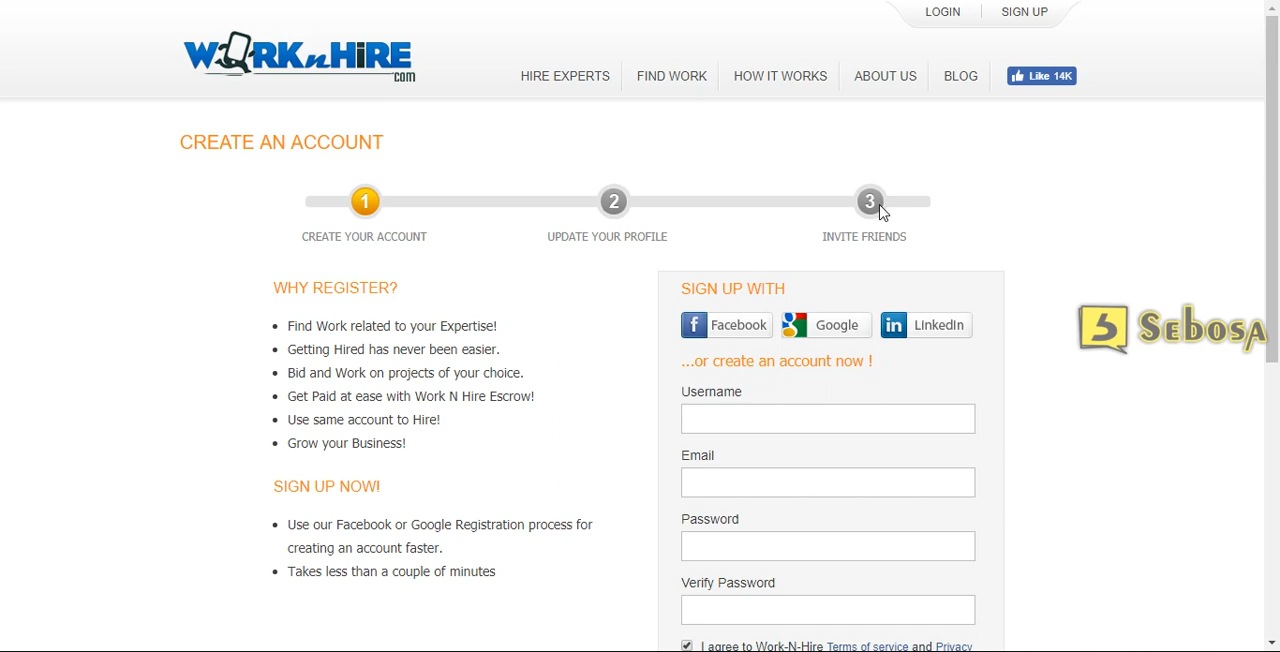 LOGIN
SIGN UP
WORKnHIRE
.com
HIRE EXPERTS
FIND WORK
HOW IT WORKS
ABOUT US
BLOG
Like 14K
CREATE AN ACCOUNT
1
2
3
CREATE YOUR ACCOUNT
UPDATE YOUR PROFILE
INVITE FRIENDS
WHY REGISTER?
Find Work related to your Expertise!
Getting Hired has never been easier.
Bid and Work on projects of your choice.
Get Paid at ease with Work N Hire Escrow!
Use same account to Hire!
Grow your Business!
SIGN UP NOW!
Use our Facebook or Google Registration process for
creating an account faster.
Takes less than a couple of minutes
SIGN UP WITH
f Facebook
g Google
in LInkedIn
...or create an account now !
Username
Email
Password
Verify Password
I agree to Work-N-Hire Terms of service and Privacy
5 SEBOSA